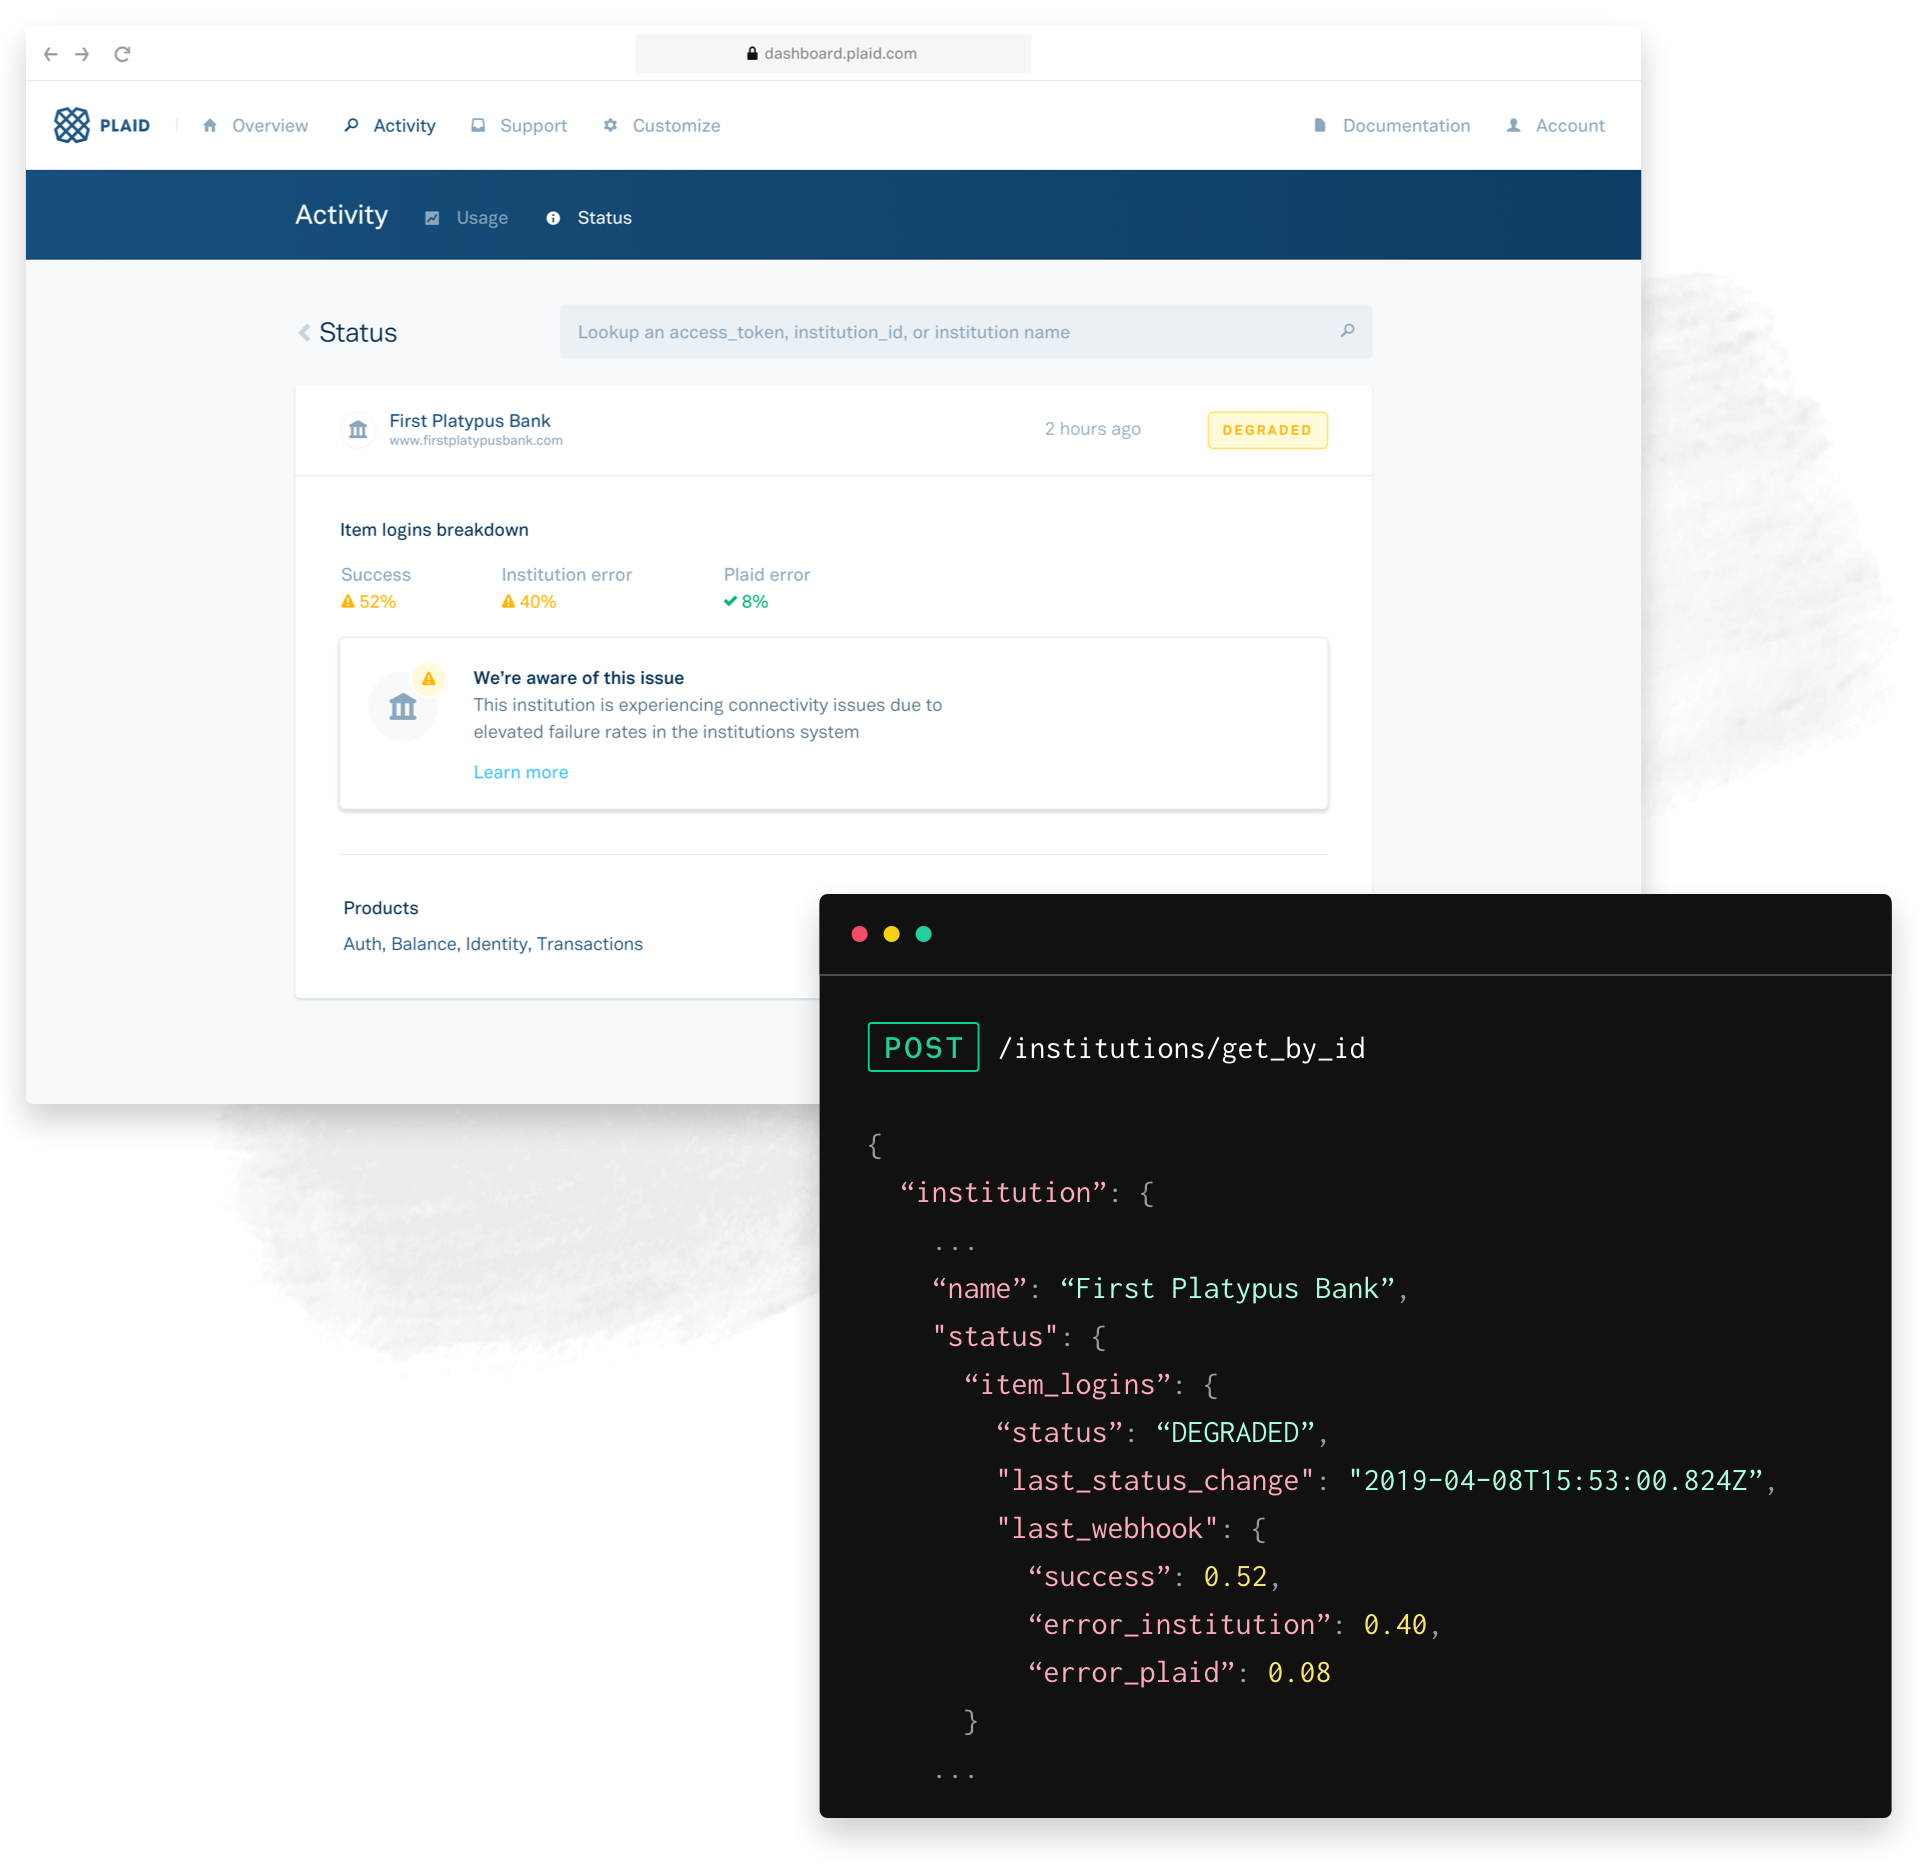 dashboard.plaid.com
PLAID Overview Activity Support Customize Documentation Account
Activity Usage Status
Status Lookup an access_token, institution_id, or institution name
First Platypus Bank 2 hours ago DEGRADED
www.firstplatypusbank.com
Item logins breakdown
Success Institution error Plaid error
52% 40% 8%
We’re aware of this issue
This institution is experiencing connectivity issues due to
elevated failure rates in the institutions system
Learn more
Products
Auth, Balance, Identity, Transactions
POST /institutions/get_by_id
{
“institution”: {
...
“name”: “First Platypus Bank”,
"status": {
“item_logins”: {
“status”: “DEGRADED”,
"last_status_change": "2019-04-08T15:53:00.824Z”,
"last_webhook": {
“success”: 0.52,
“error_institution”: 0.40,
“error_plaid”: 0.08
}
...